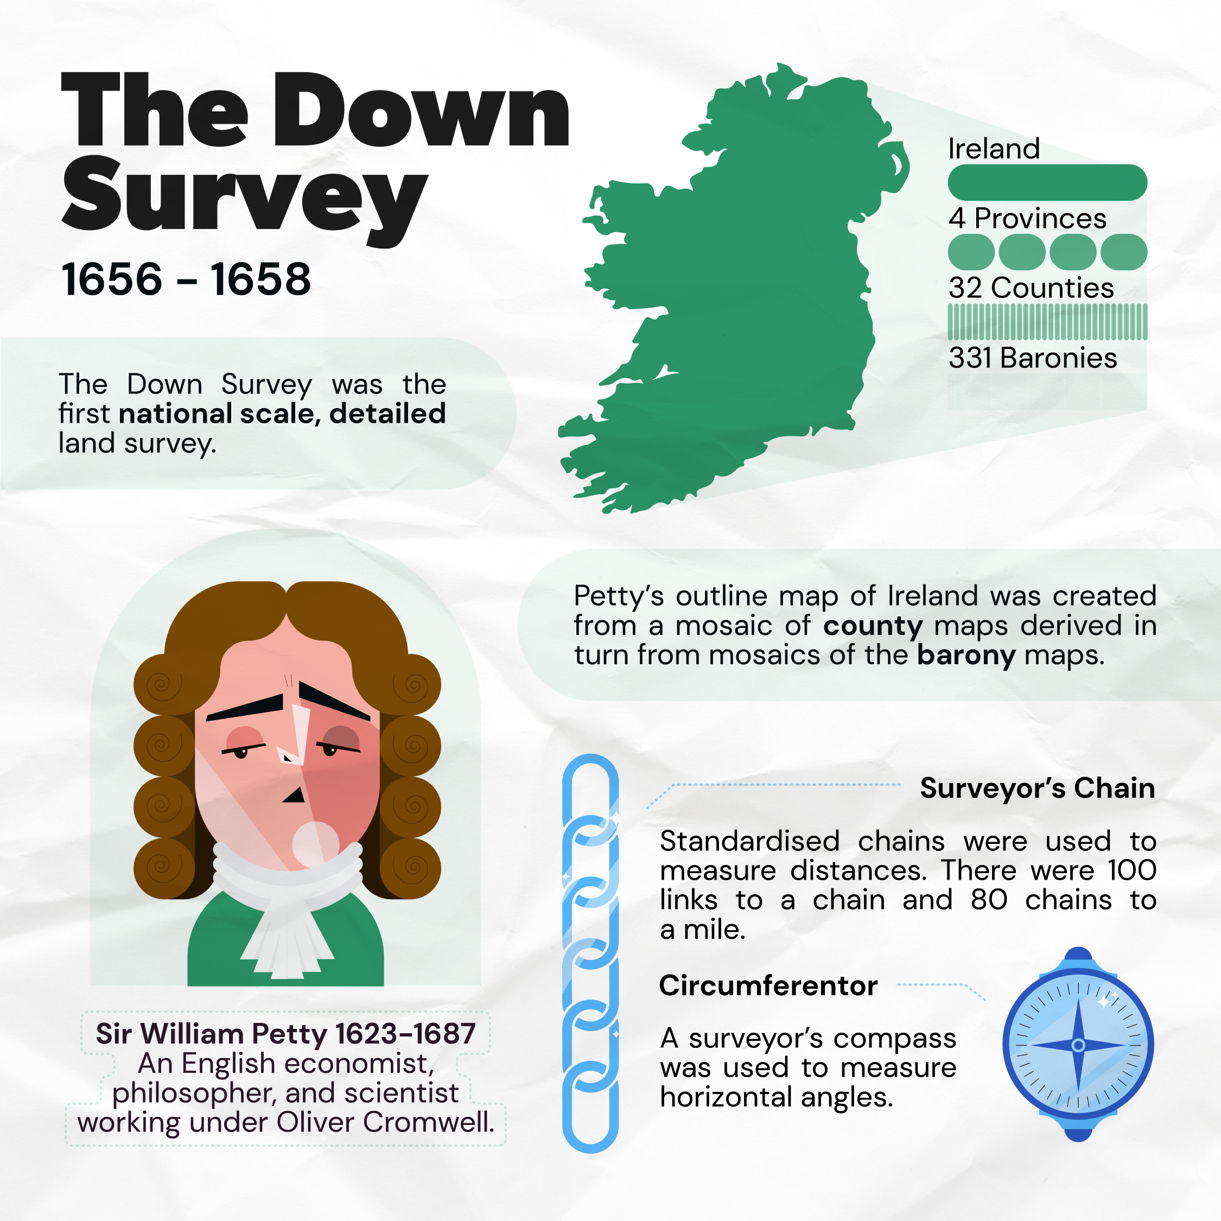 The Down
Survey
1656 – 1658
The Down Survey was the
first national scale, detailed
land survey.
Ireland
4 Provinces
32 Counties
331 Baronies
Petty’s outline map of Ireland was created
from a mosaic of county maps derived in
turn from mosaics of the barony maps.
Sir William Petty 1623–1687
An English economist,
philosopher, and scientist
working under Oliver Cromwell.
Surveyor’s Chain
Standardised chains were used to
measure distances. There were 100
links to a chain and 80 chains to
a mile.
Circumferentor
A surveyor’s compass
was used to measure
horizontal angles.